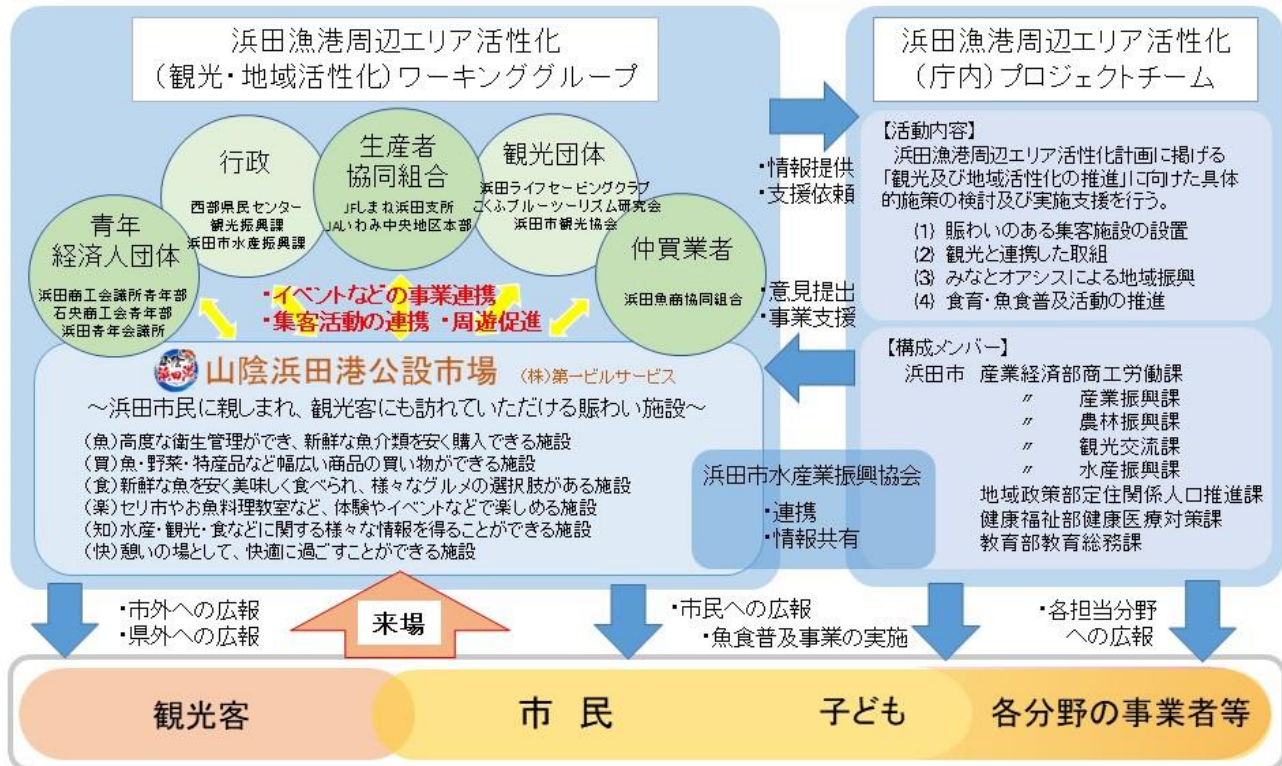 浜田漁港周辺エリア活性化
(観光・地域活性化)ワーキンググループ
行政
西部県民センター
観光振興課
浜田市水産振興課
生産者
協同組合
JFしまね浜田支所
JAいわみ中央地区本部
観光団体
浜田ライフセービングクラブ
こくふブルーツーリズム研究会
浜田市観光協会
青年
経済人団体
浜田商工会議所青年部
石央商工会青年部
浜田青年会議所
仲買業者
浜田魚商協同組合
・イベントなどの事業連携
・集客活動の連携 ・周遊促進
山陰浜田港公設市場 (株)第一ビルサービス
～浜田市民に親しまれ、観光客にも訪れていただける賑わい施設～
(魚)高度な衛生管理ができ、新鮮な魚介類を安く購入できる施設
(買)魚・野菜・特産品など幅広い商品の買い物ができる施設
(食)新鮮な魚を安く美味しく食べられ、様々なグルメの選択肢がある施設
(楽)セリ市やお魚料理教室など、体験やイベントなどで楽しめる施設
(知)水産・観光・食などに関する様々な情報を得ることができる施設
(快)憩いの場として、快適に過ごすことができる施設
・情報提供
・支援依頼
・意見提出
・事業支援
浜田市水産業振興協会
・連携
・情報共有
浜田漁港周辺エリア活性化
(庁内)プロジェクトチーム
【活動内容】
浜田漁港周辺エリア活性化計画に掲げる
「観光及び地域活性化の推進」に向けた具体
的施策の検討及び実施支援を行う。
(1) 賑わいのある集客施設の設置
(2) 観光と連携した取組
(3) みなとオアシスによる地域振興
(4) 食育・魚食普及活動の推進
【構成メンバー】
浜田市 産業経済部商工労働課
〃 産業振興課
〃 農林振興課
〃 観光交流課
〃 水産振興課
地域政策部定住関係人口推進課
健康福祉部健康医療対策課
教育部教育総務課
・市外への広報
・県外への広報
来場
・市民への広報
・魚食普及事業の実施
・各担当分野
への広報
観光客
市民
子ども
各分野の事業者等